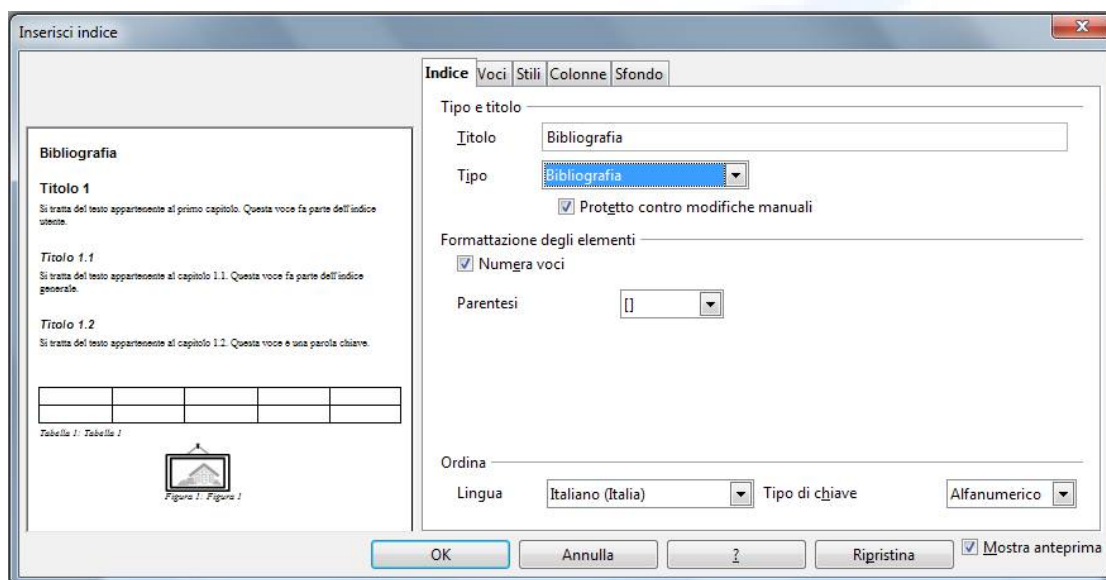 Inserisci indice
Bibliografia
Titolo 1
Si tratta del testo appartenente al primo capitolo. Questa voce fa parte dell'indice
utente.
Titolo 1.1
Si tratta del testo appartenente al capitolo 1.1. Questa voce fa parte dell'indice
generale.
Titolo 1.2
Si tratta del testo appartenente al capitolo 1.2. Questa voce è una parola chiave.
Tabella 1: Tabella 1
Figura 1: Figura 1
Indice Voci Stili Colonne Sfondo
Tipo e titolo
Titolo Bibliografia
Tipo Bibliografia
Protetto contro modifiche manuali
Formattazione degli elementi
Numera voci
Parentesi []
Ordina
Lingua Italiano (Italia) Tipo di chiave Alfanumerico
OK Annulla ? Ripristina Mostra anteprima